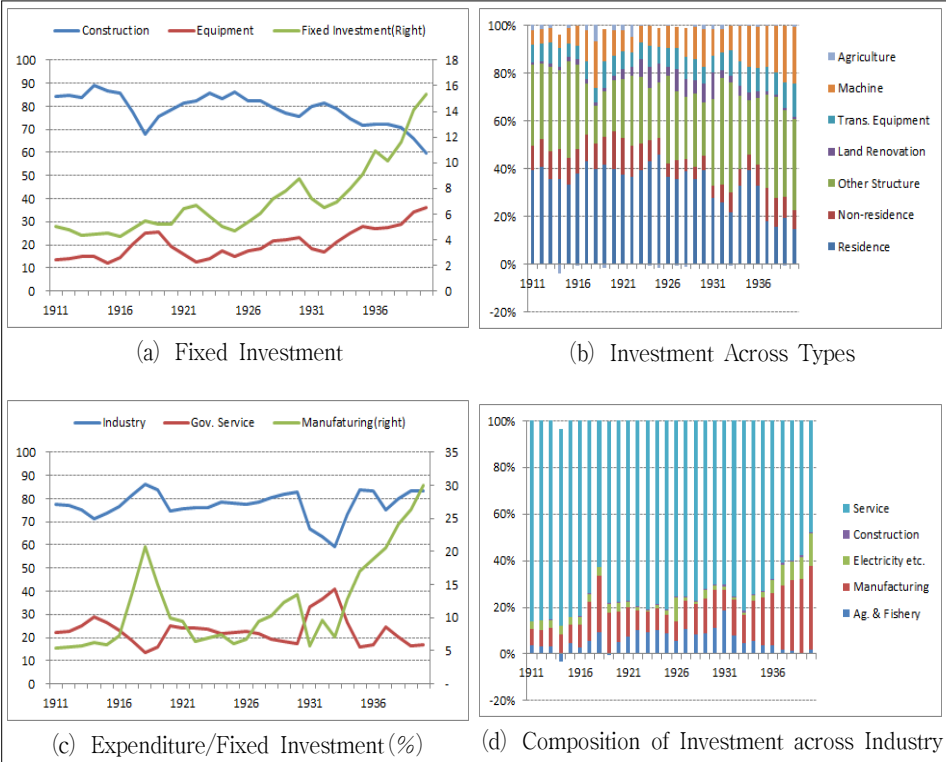 Construction Equipment Fixed Investment(Right)
100 18
90 16
80 14
70 12
60 10
50
40 8
30 6
20 4
10 2
0 0
1911 1916 1921 1926 1931 1936
(a) Fixed Investment
100%
80%
60%
40%
20%
0%
1911 1916 1921 1926 1931 1936
-20%
Agriculture
Machine
Trans. Equipment
Land Renovation
Other Structure
Non-residence
Residence
(b) Investment Across Types
Industry Gov. Service Manufaturing(right)
100 35
90 30
80
70 25
60 20
50
40 15
30 10
20 5
10
0 -
1911 1916 1921 1926 1931 1936
(c) Expenditure/Fixed Investment(%)
100%
80%
60%
40%
20%
0%
1911 1916 1921 1926 1931 1936
-20%
Service
Construction
Electricity etc.
Manufacturing
Ag. & Fishery
(d) Composition of Investment across Industry